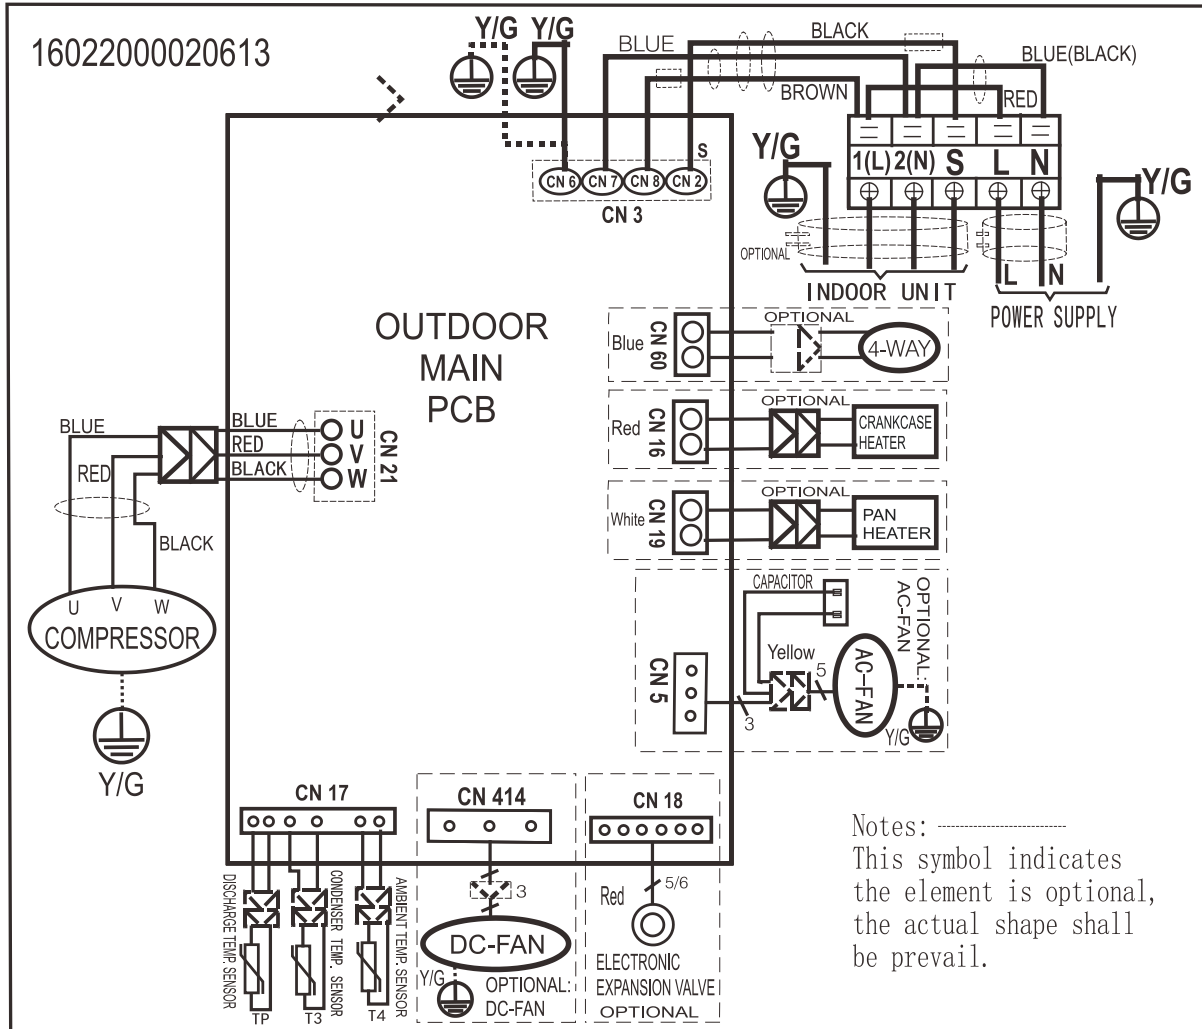 16022000020613
Y/G Y/G
BLUE
BLACK
BLUE(BLACK)
BROWN
RED
Y/G
1(L) 2(N) S L N
Y/G
S
CN 6 CN 7 CN 8 CN 2
CN 3
OPTIONAL
INDOOR UNIT
L N
POWER SUPPLY
OUTDOOR
MAIN
PCB
Blue
CN 60
OPTIONAL
4-WAY
Red
CN 16
OPTIONAL
CRANKCASE
HEATER
White
CN 19
OPTIONAL
PAN
HEATER
BLUE
RED
BLACK
BLUE
RED
BLACK
U
V
W
CN 21
U V W
COMPRESSOR
Y/G
CAPACITOR
OPTIONAL:
AC-FAN
CN 5
Yellow
5
3
AC-FAN
Y/G
CN 17
CN 414
CN 18
DISCHARGE TEMP. SENSOR
CONDENSER TEMP. SENSOR
AMBIENT TEMP. SENSOR
TP T3 T4
3
DC-FAN
Y/G
OPTIONAL:
DC-FAN
Red
5/6
ELECTRONIC
EXPANSION VALVE
OPTIONAL
Notes:
This symbol indicates
the element is optional,
the actual shape shall
be prevail.